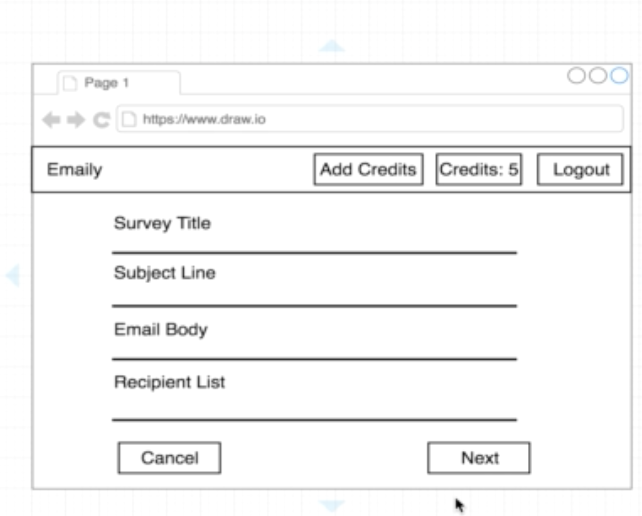 Page 1
https://www.draw.io
Emaily Add Credits Credits: 5 Logout
Survey Title
Subject Line
Email Body
Recipient List
Cancel Next